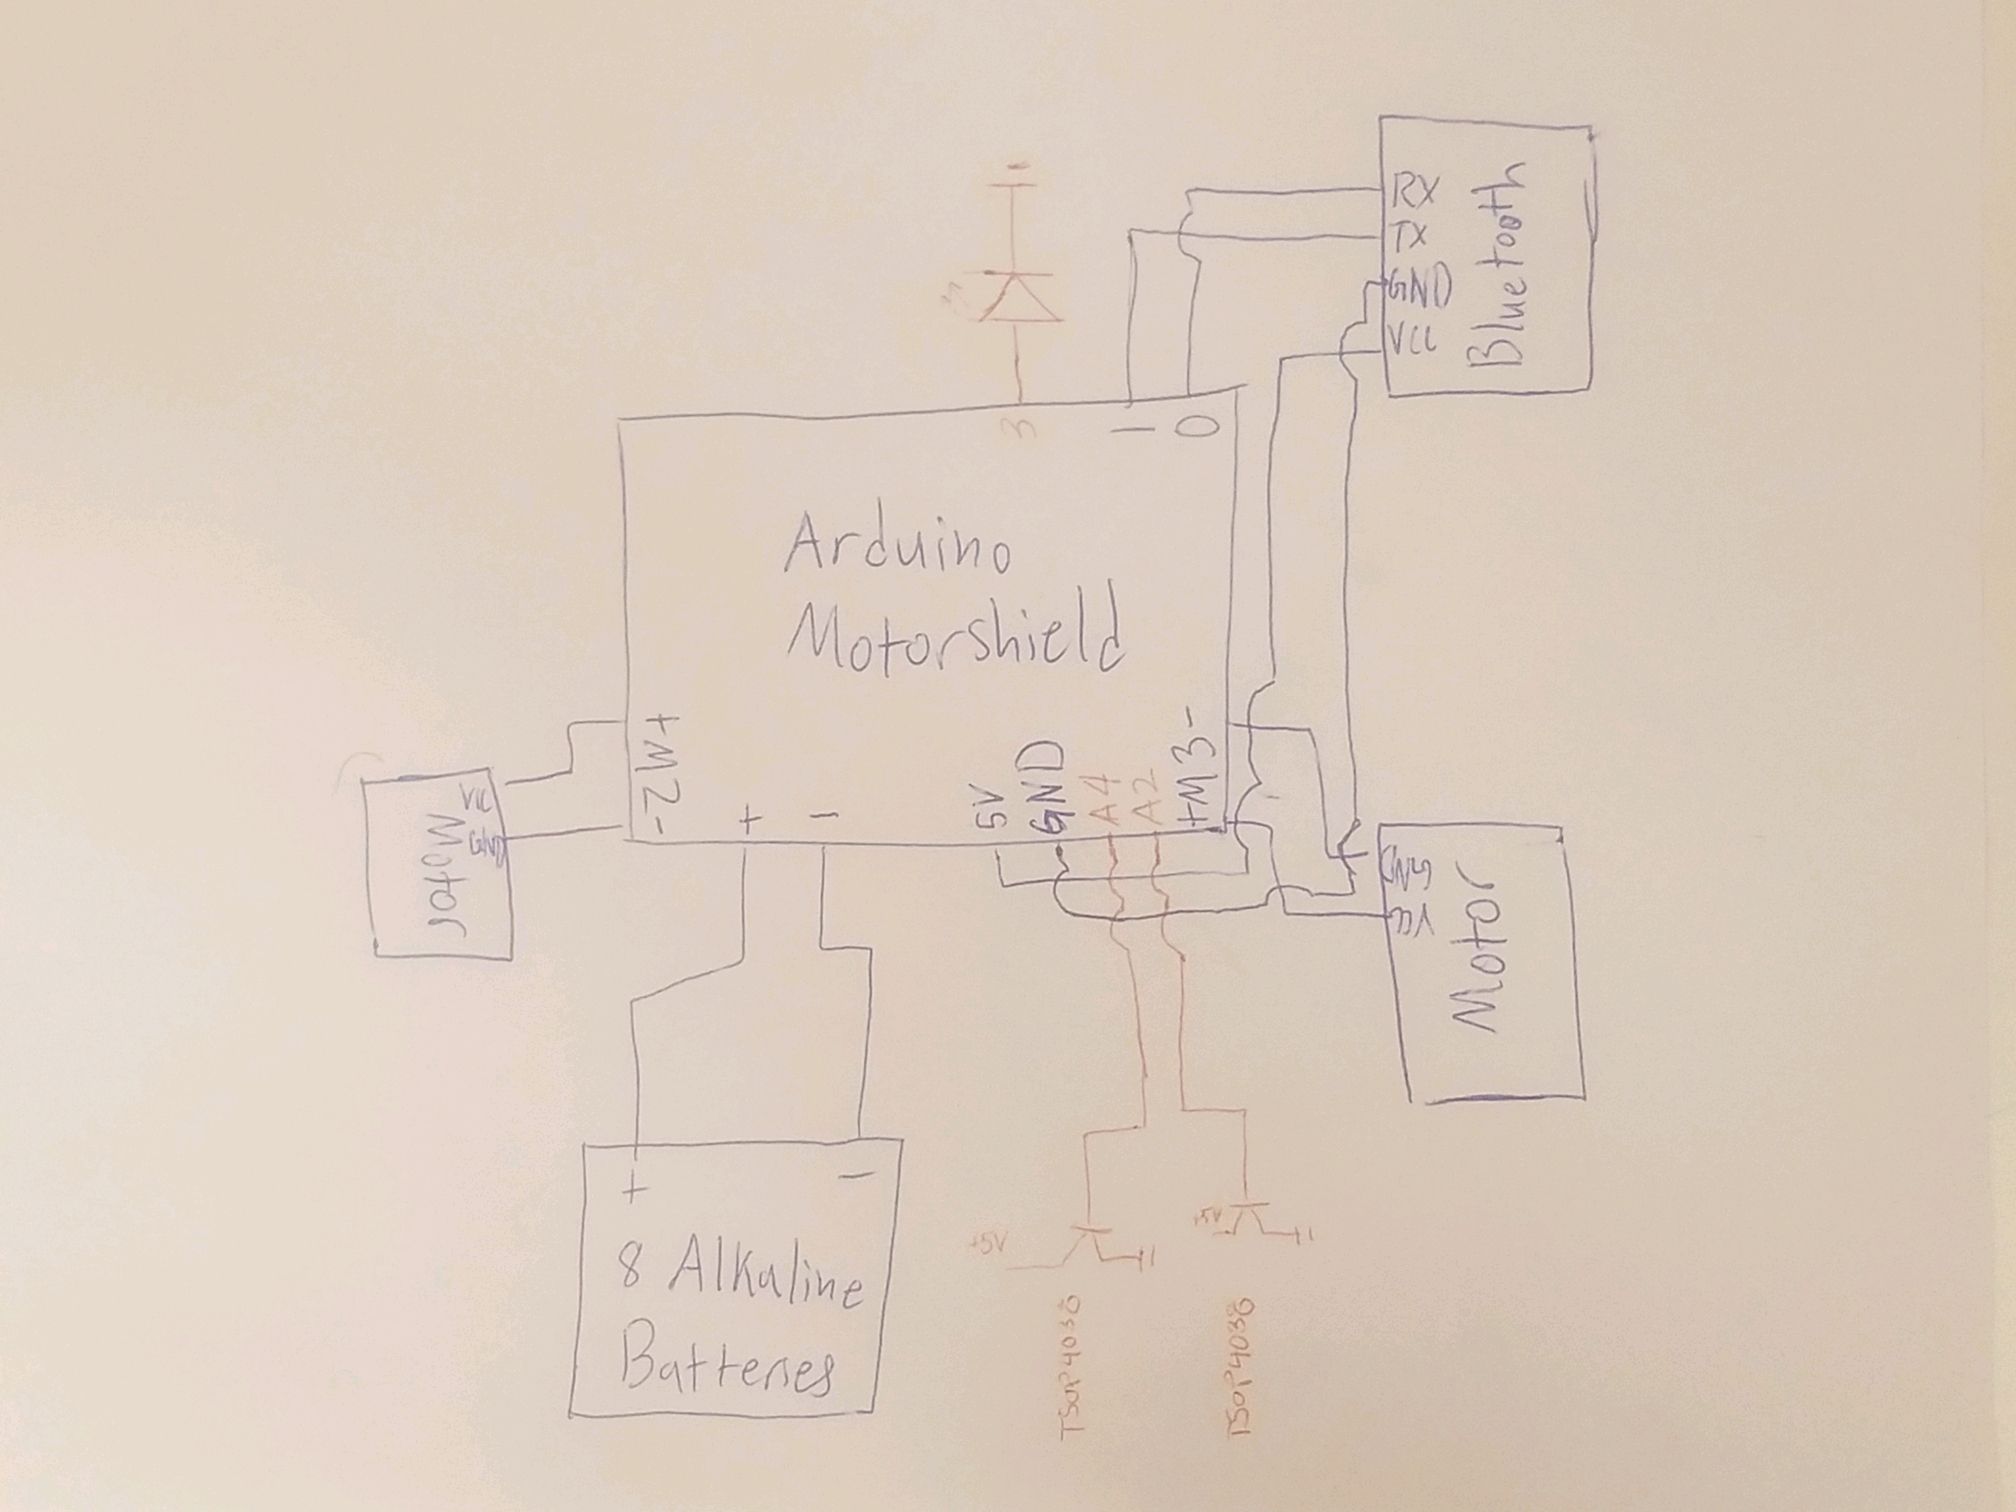 RX
TX
GND
VCC
Bluetooth
3
1
0
Arduino
Motorshield
+M2-
+
-
5V
GND
A4
A2
+M3-
Motor
VCC
GND
GND
VCC
Motor
+
-
8 Alkaline
Batteries
+5V
+5V
TSOP4038
TSOP4038